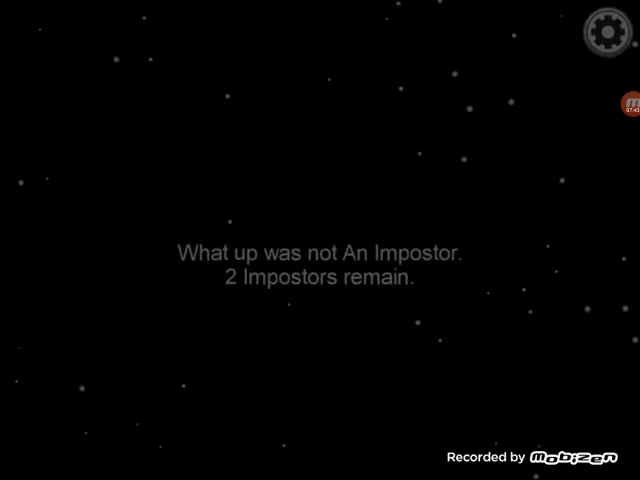 What up was not An Impostor.
2 Impostors remain.
Recorded by mobizen